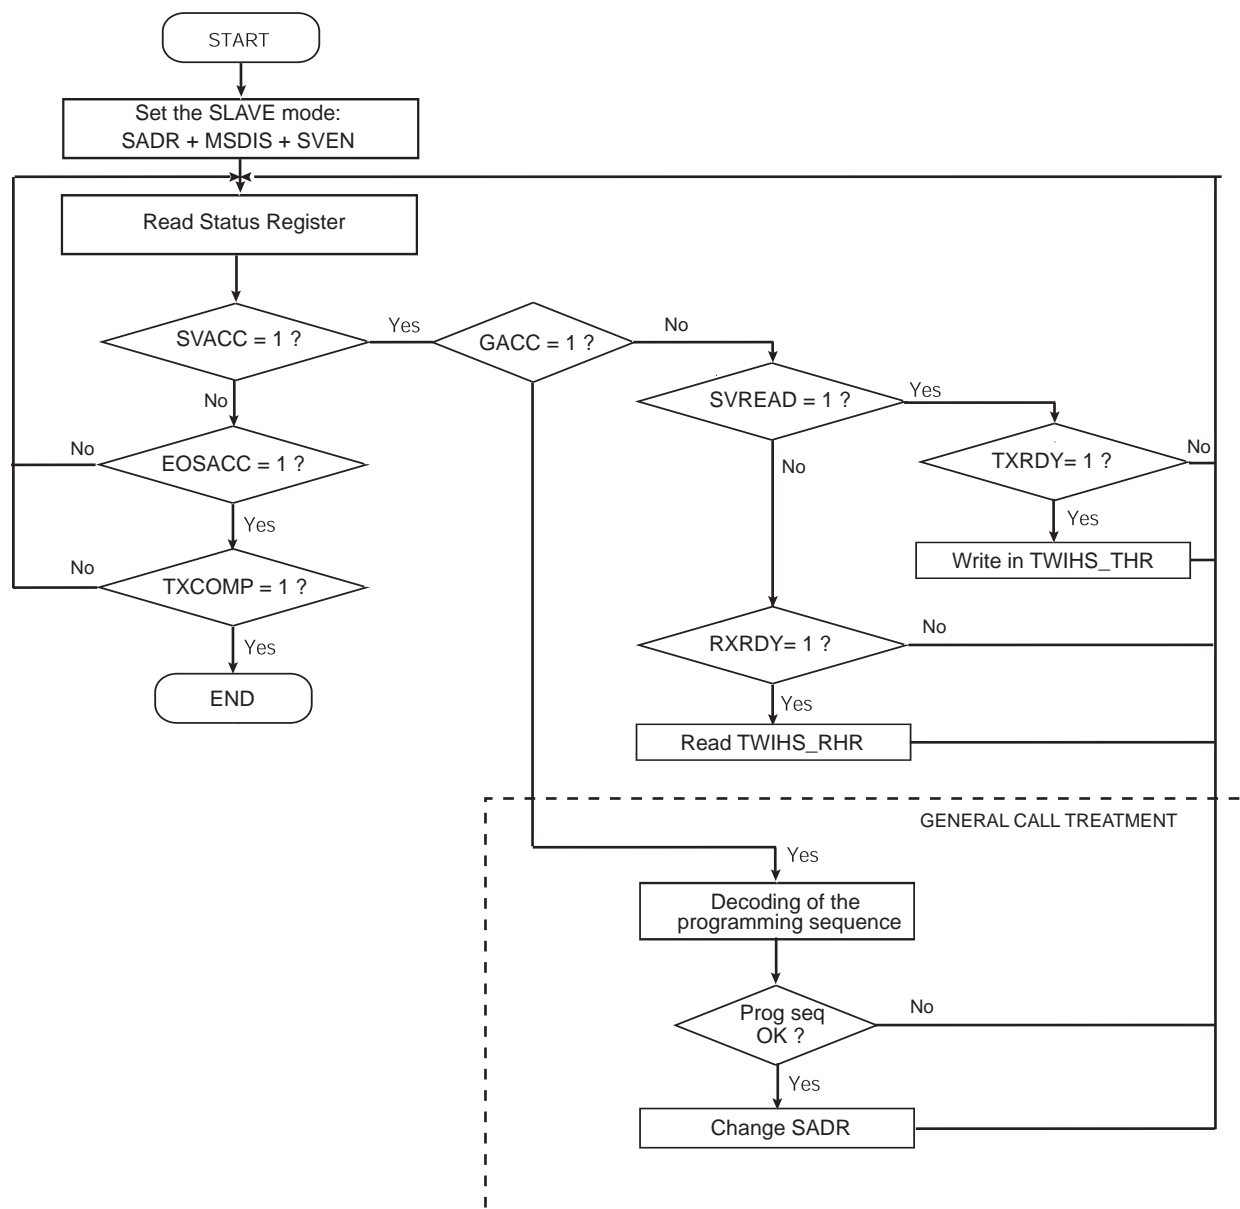 START
Set the SLAVE mode:
SADR + MSDIS + SVEN
Read Status Register
SVACC = 1 ?
Yes
GACC = 1 ?
No
SVREAD = 1 ?
Yes
No
EOSACC = 1 ?
No
TXRDY= 1 ?
No
No
Yes
Yes
Write in TWIHS_THR
TXCOMP = 1 ?
No
RXRDY= 1 ?
No
Yes
END
Yes
Read TWIHS_RHR
GENERAL CALL TREATMENT
Yes
Decoding of the
programming sequence
Prog seq
OK ?
No
Yes
Change SADR